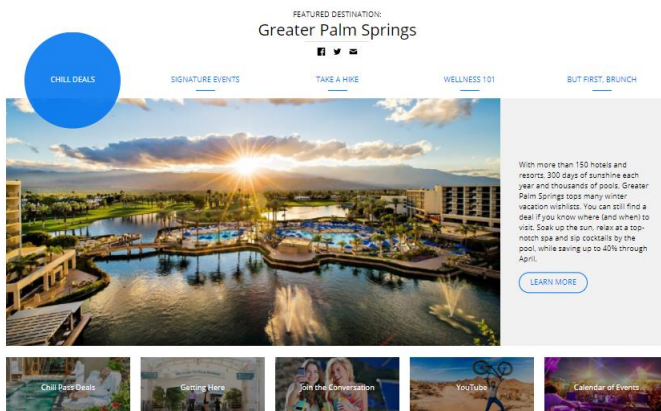 FEATURED DESTINATION:
Greater Palm Springs
CHILL DEALS
SIGNATURE EVENTS
TAKE A HIKE
WELLNESS 101
BUT FIRST, BRUNCH
With more than 150 hotels and
resorts, 300 days of sunshine each
year and thousands of pools, Greater
Palm Springs tops many winter
vacation wishlists. You can still find a
deal if you know where (and when) to
visit. Soak up the sun, relax at a top-
notch spa and sip cocktails by the
pool, while saving up to 40% through
April.
LEARN MORE
Chill Pass Deals
Getting Here
Join the Conversation
YouTube
Calendar of Events